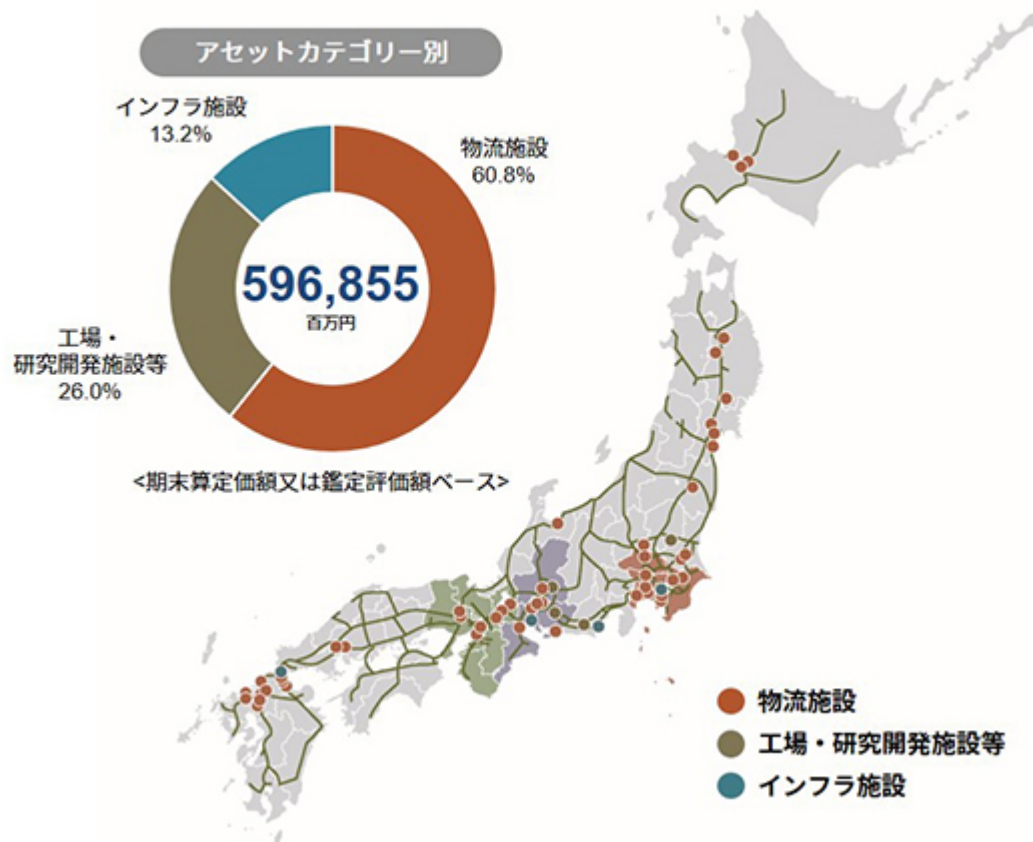 アセットカテゴリー別
インフラ施設
13.2%
物流施設
60.8%
596,855
百万円
工場・
研究開発施設等
26.0%
<期末算定価額又は鑑定評価額ベース>
物流施設
工場・研究開発施設等
インフラ施設